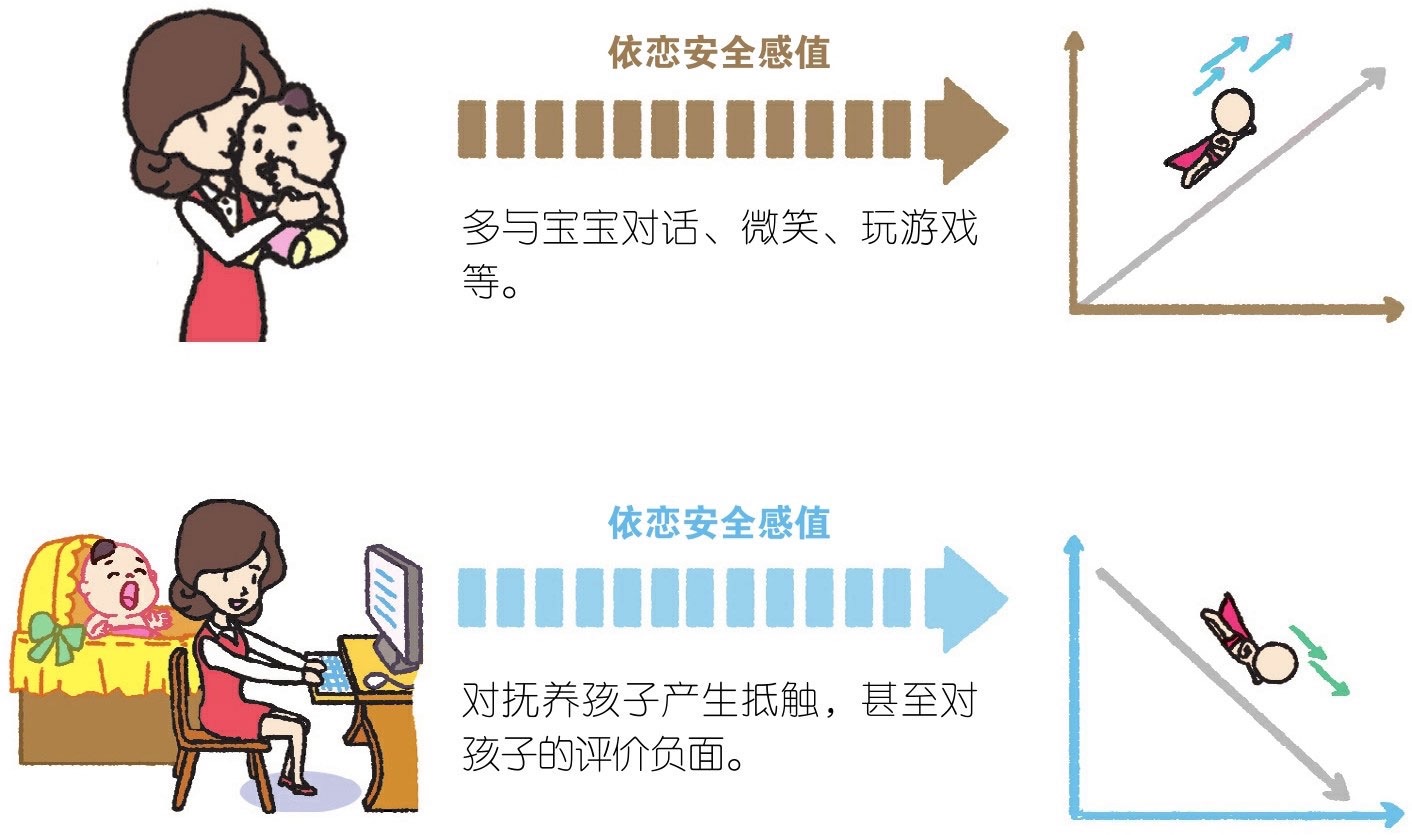 依恋安全感值
多与宝宝对话、微笑、玩游戏
等。
依恋安全感值
对抚养孩子产生抵触，甚至对
孩子的评价负面。